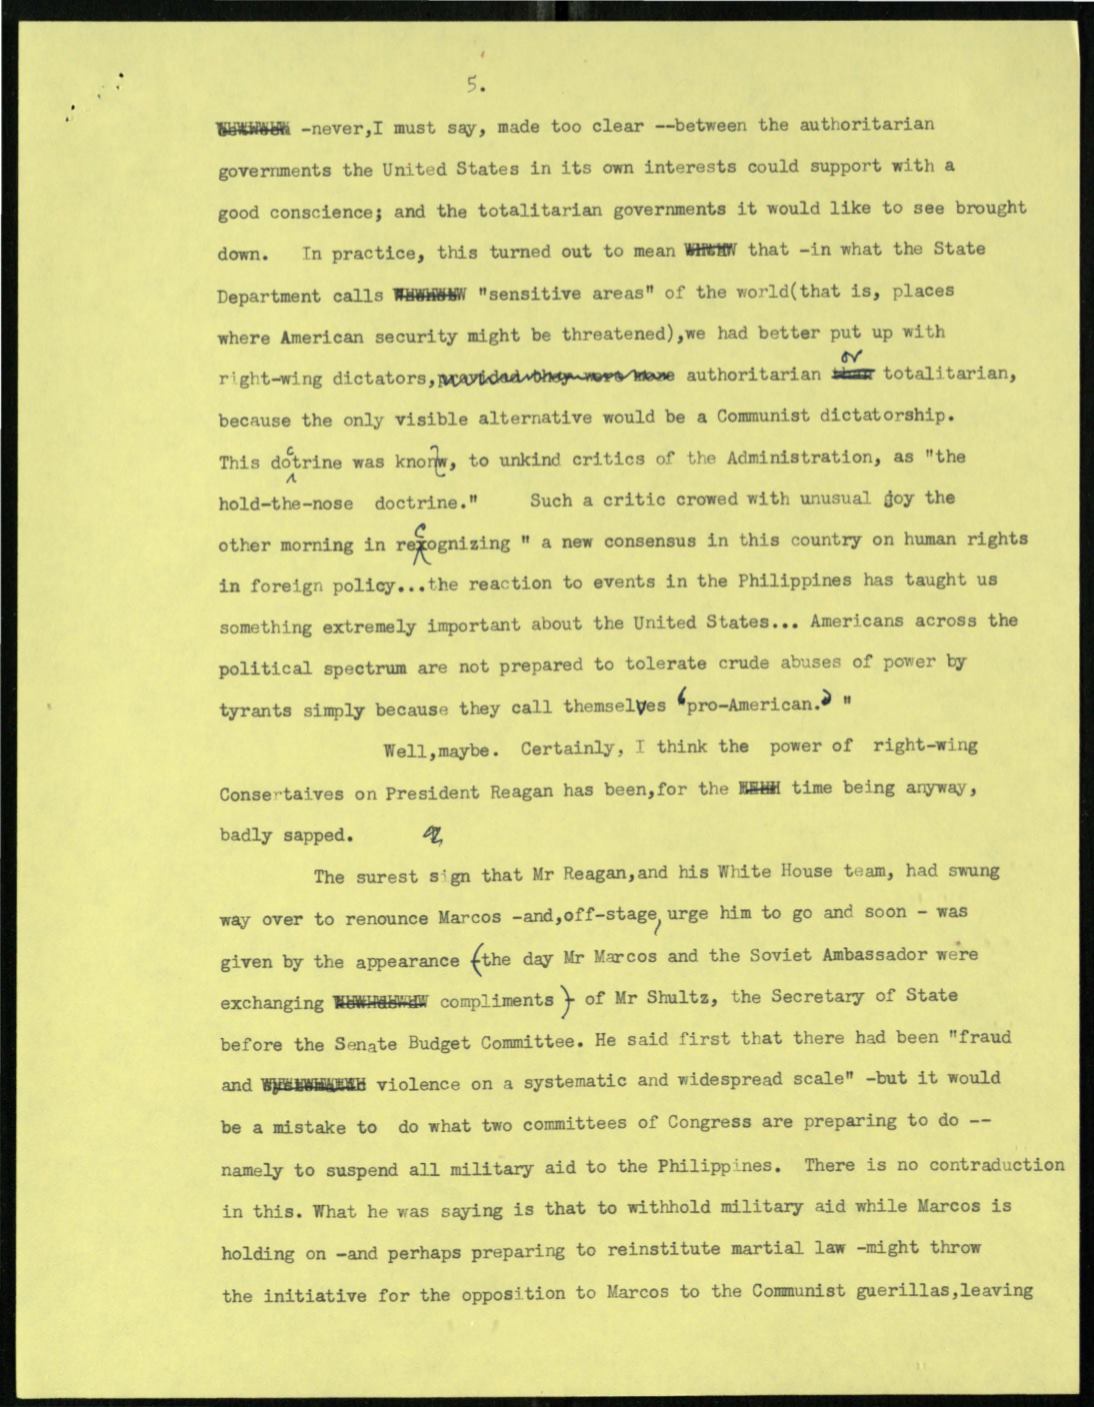 5.
-never,I must say, made too clear --between the authoritarian
governments the United States in its own interests could support with a
good conscience; and the totalitarian governments it would like to see brought
down. In practice, this turned out to mean that -in what the State
Department calls "sensitive areas" of the world(that is, places
where American security might be threatened),we had better put up with
or
right-wing dictators,provided they were more authoritarian than totalitarian,
because the only visible alternative would be a Communist dictatorship.
This doctrine was known, to unkind critics of the Administration, as "the
hold-the-nose doctrine." Such a critic crowed with unusual joy the
other morning in recognizing " a new consensus in this country on human rights
in foreign policy...the reaction to events in the Philippines has taught us
something extremely important about the United States... Americans across the
political spectrum are not prepared to tolerate crude abuses of power by
tyrants simply because they call themselves 'pro-American.' "
Well,maybe. Certainly, I think the power of right-wing
Consertaives on President Reagan has been,for the time being anyway,
badly sapped.
The surest sign that Mr Reagan,and his White House team, had swung
way over to renounce Marcos -and,off-stage, urge him to go and soon - was
given by the appearance (the day Mr Marcos and the Soviet Ambassador were
exchanging compliments ) of Mr Shultz, the Secretary of State
before the Senate Budget Committee. He said first that there had been "fraud
and violence on a systematic and widespread scale" -but it would
be a mistake to do what two committees of Congress are preparing to do --
namely to suspend all military aid to the Philippines. There is no contraduction
in this. What he was saying is that to withhold military aid while Marcos is
holding on -and perhaps preparing to reinstitute martial law -might throw
the initiative for the opposition to Marcos to the Communist guerillas,leaving